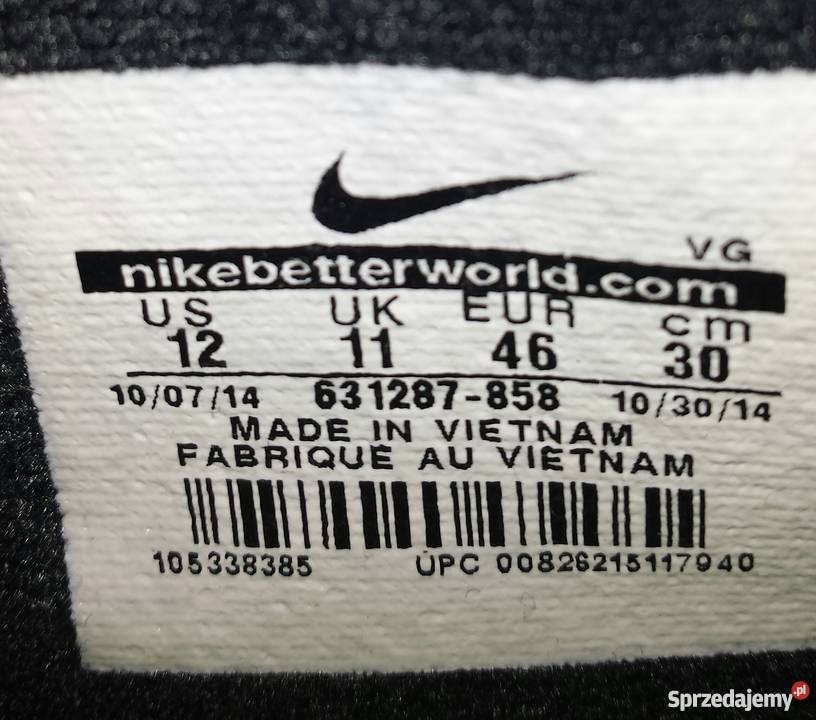 VG
nikebetterworld.com
US UK EUR cm
12 11 46 30
10/07/14 631287-858 10/30/14
MADE IN VIETNAM
FABRIQUE AU VIETNAM
105338385 UPC 00826215117940
Sprzedajemy.pl